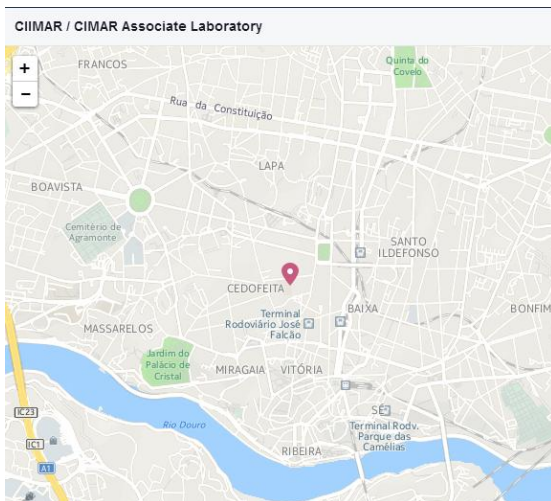 CIIMAR / CIMAR Associate Laboratory
+
−
FRANCOS
Quinta do
Covelo
Rua da Constituição
LAPA
BOAVISTA
Cemitério de
Agramonte
SANTO
ILDEFONSO
CEDOFEITA
Terminal
Rodoviário José
Falcão
BAIXA
BONFIM
MASSARELOS
Jardim do
Palácio de
Cristal
MIRAGAIA
VITÓRIA
IC23
SÉ
Rio Douro
Terminal Rodv.
Parque das
Camélias
IC1
RIBEIRA
A1